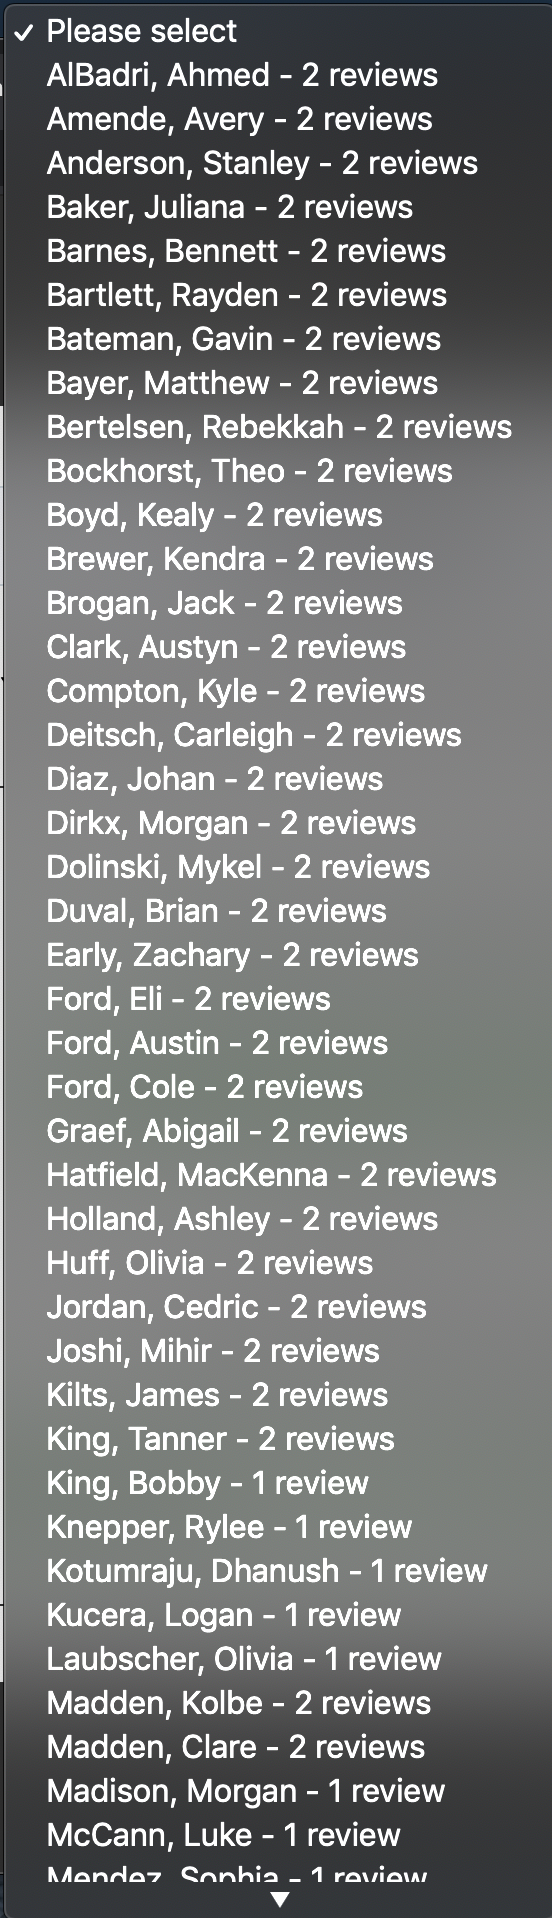 ✓ Please select
AlBadri, Ahmed - 2 reviews
Amende, Avery - 2 reviews
Anderson, Stanley - 2 reviews
Baker, Juliana - 2 reviews
Barnes, Bennett - 2 reviews
Bartlett, Rayden - 2 reviews
Bateman, Gavin - 2 reviews
Bayer, Matthew - 2 reviews
Bertelsen, Rebekkah - 2 reviews
Bockhorst, Theo - 2 reviews
Boyd, Kealy - 2 reviews
Brewer, Kendra - 2 reviews
Brogan, Jack - 2 reviews
Clark, Austyn - 2 reviews
Compton, Kyle - 2 reviews
Deitsch, Carleigh - 2 reviews
Diaz, Johan - 2 reviews
Dirkx, Morgan - 2 reviews
Dolinski, Mykel - 2 reviews
Duval, Brian - 2 reviews
Early, Zachary - 2 reviews
Ford, Eli - 2 reviews
Ford, Austin - 2 reviews
Ford, Cole - 2 reviews
Graef, Abigail - 2 reviews
Hatfield, MacKenna - 2 reviews
Holland, Ashley - 2 reviews
Huff, Olivia - 2 reviews
Jordan, Cedric - 2 reviews
Joshi, Mihir - 2 reviews
Kilts, James - 2 reviews
King, Tanner - 2 reviews
King, Bobby - 1 review
Knepper, Rylee - 1 review
Kotumraju, Dhanush - 1 review
Kucera, Logan - 1 review
Laubscher, Olivia - 1 review
Madden, Kolbe - 2 reviews
Madden, Clare - 2 reviews
Madison, Morgan - 1 review
McCann, Luke - 1 review
Mendez, Sophia - 1 review